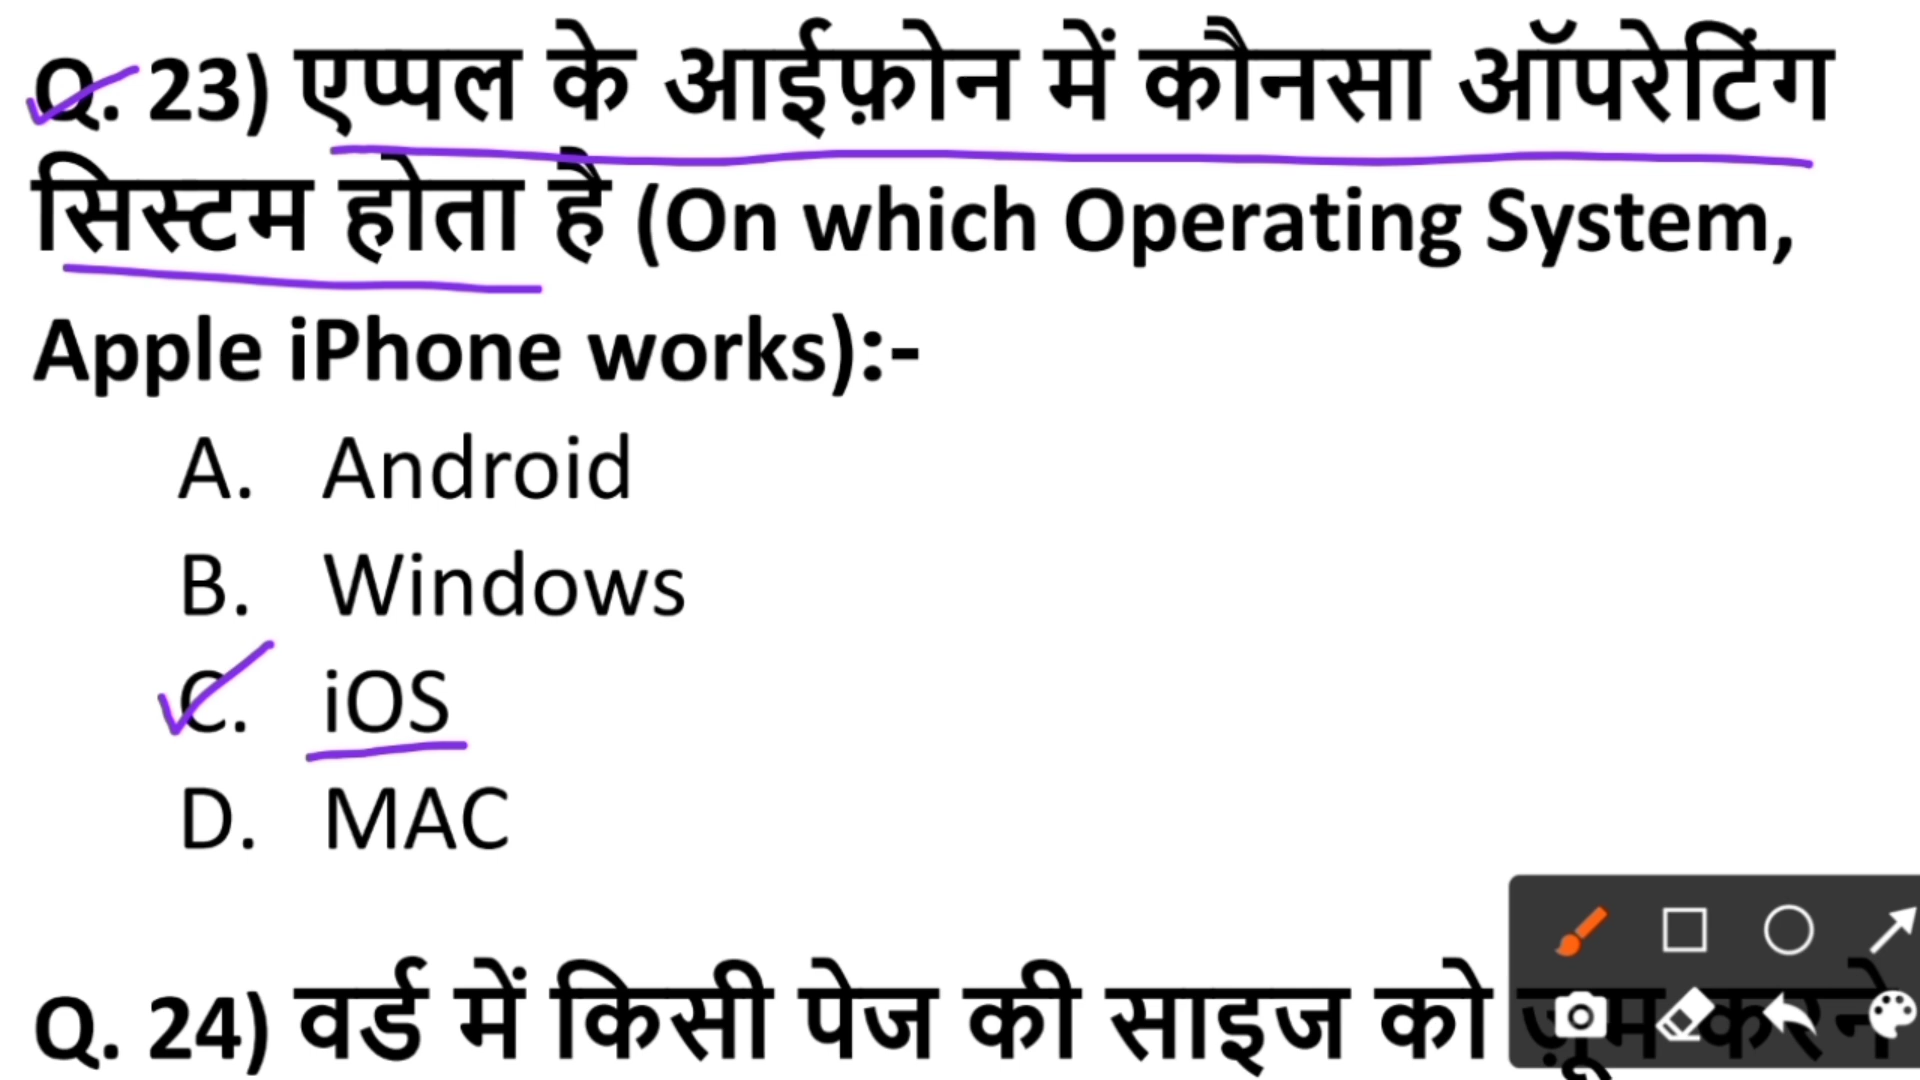 Q. 23) एप्पल के आईफ़ोन में कौनसा ऑपरेटिंग
सिस्टम होता है (On which Operating System,
Apple iPhone works):-
A. Android
B. Windows
C. iOS
D. MAC
Q. 24) वर्ड में किसी पेज की साइज को ज़ूम करने